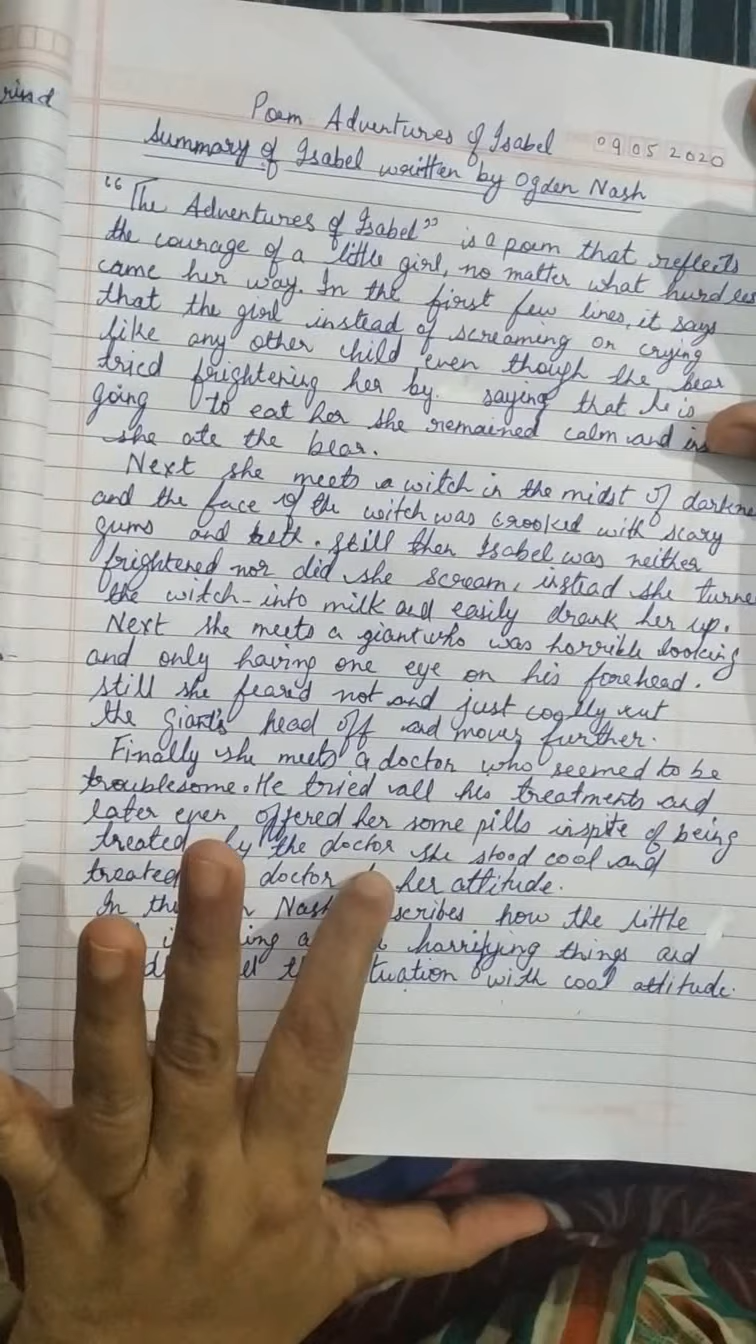 rind
Poem Adventures of Isabel
09 05 2020
Summary of Isabel written by Ogden Nash
"The Adventures of Isabel" is a poem that reflects
the courage of a little girl, no matter what
came her way. In the first few lines, it says
that the girl instead of screaming or crying
like any other child even though the bear
tried frightening her by saying that he is
going to eat her she remained calm and
she ate the bear.
Next she meets a witch in the midst of
and the face of the witch was crooked with scary
gums and teeth. Still then Isabel was neither
frightened nor did she scream, instead she
the witch into milk and easily drank her up.
Next she meets a giant who was horrible looking
and only having one eye on his forehead.
Still she feared not and just coolly cut
the giant's head off and moves further.
Finally she meets a doctor who seemed to be
troublesome. He tried all his treatments and
later even offered her some pills inspite of being
treated by the doctor she stood cool and
treated doctor her attitude.
In Nash how the little
horrifying things and
with cool attitude.